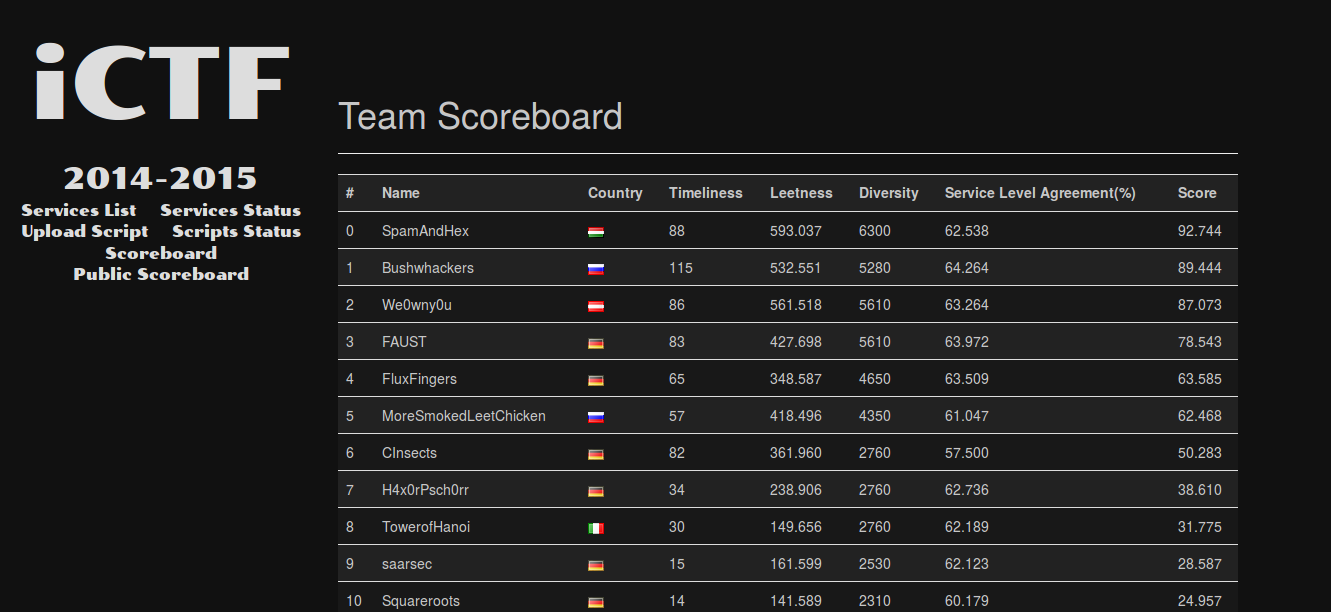 iCTF
2014-2015
Services List Services Status
Upload Script Scripts Status
Scoreboard
Public Scoreboard
Team Scoreboard
# Name Country Timeliness Leetness Diversity Service Level Agreement(%) Score
0 SpamAndHex 88 593.037 6300 62.538 92.744
1 Bushwhackers 115 532.551 5280 64.264 89.444
2 We0wny0u 86 561.518 5610 63.264 87.073
3 FAUST 83 427.698 5610 63.972 78.543
4 FluxFingers 65 348.587 4650 63.509 63.585
5 MoreSmokedLeetChicken 57 418.496 4350 61.047 62.468
6 CInsects 82 361.960 2760 57.500 50.283
7 H4x0rPsch0rr 34 238.906 2760 62.736 38.610
8 TowerofHanoi 30 149.656 2760 62.189 31.775
9 saarsec 15 161.599 2530 62.123 28.587
10 Squareroots 14 141.589 2310 60.179 24.957